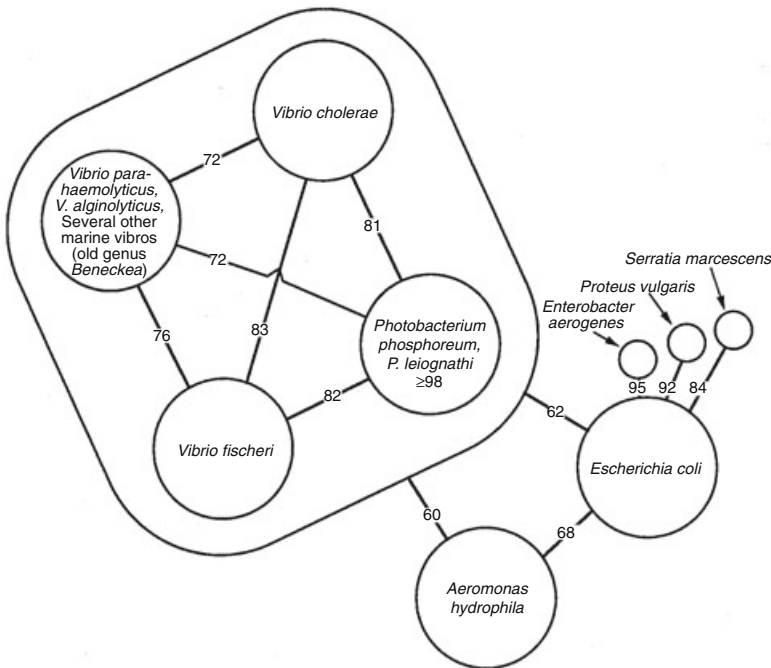 Vibrio cholerae
72
Vibrio para-
haemolyticus,
V. alginolyticus,
Several other
marine vibros
(old genus
Beneckea)
81
72
Serratia marcescens
Proteus vulgaris
Enterobacter
aerogenes
76
83
Photobacterium
phosphoreum,
P. leiognathi
≥98
82
95
92
84
62
Vibrio fischeri
Escherichia coli
60
68
Aeromonas
hydrophila